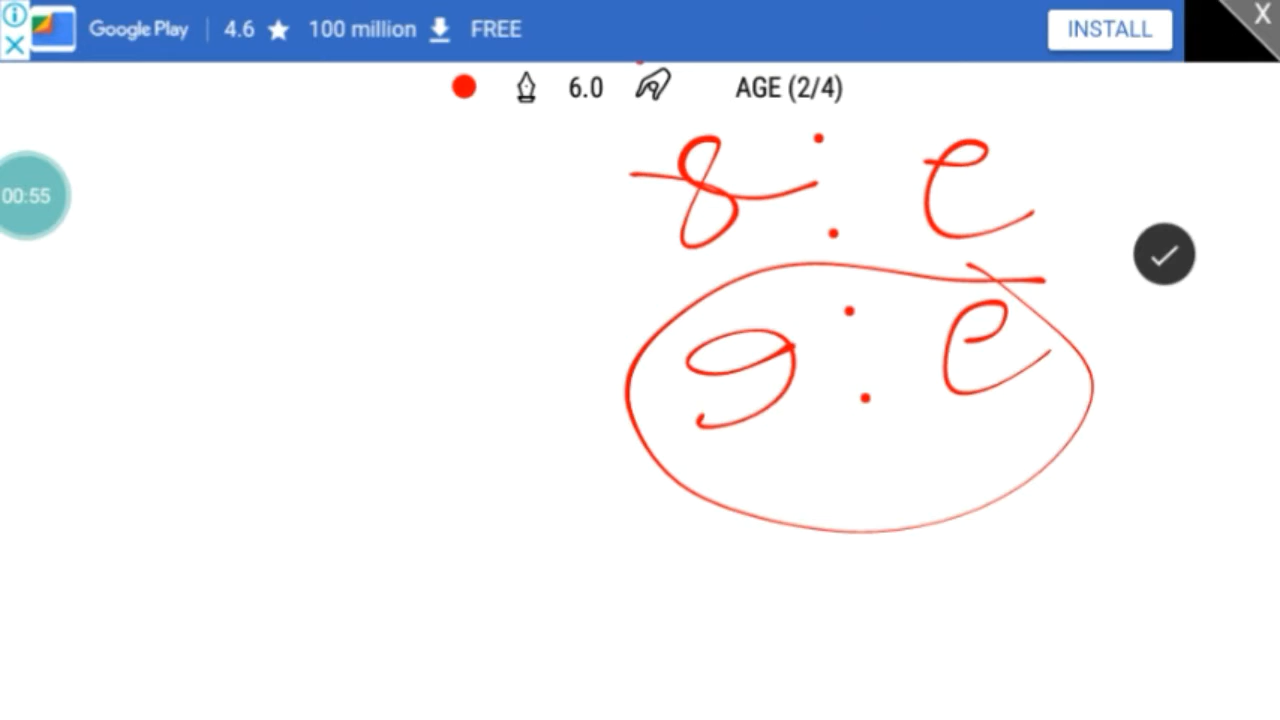 Google Play 4.6 ★ 100 million FREE INSTALL X
6.0 AGE (2/4)
00:55
8 : e
9 : e